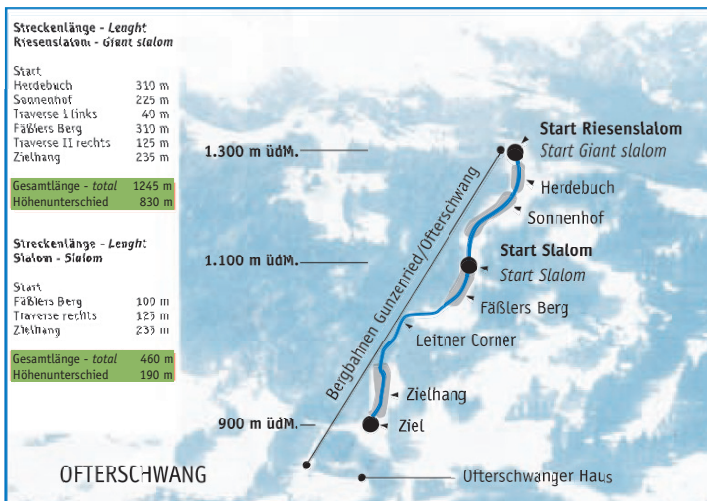 Streckenlänge - Lenght
Riesenslalom - Giant slalom
Start
Herdebuch 310 m
Sonnenhof 225 m
Traverse I links 40 m
Fäßlers Berg 310 m
Traverse II rechts 125 m
Zielhang 235 m
Gesamtlänge - total 1245 m
Höhenunterschied 830 m
Streckenlänge - Lenght
Slalom - Slalom
Start
Fäßlers Berg 100 m
Traverse rechts 125 m
Zielhang 235 m
Gesamtlänge - total 460 m
Höhenunterschied 190 m
1.300 m üdM.
Start Riesenslalom
Start Giant slalom
Herdebuch
Sonnenhof
1.100 m üdM.
Start Slalom
Start Slalom
Fäßlers Berg
Leitner Corner
Bergbahnen Gunzenried/Ofterschwang
Zielhang
900 m üdM.
Ziel
OFTERSCHWANG
Ofterschwanger Haus